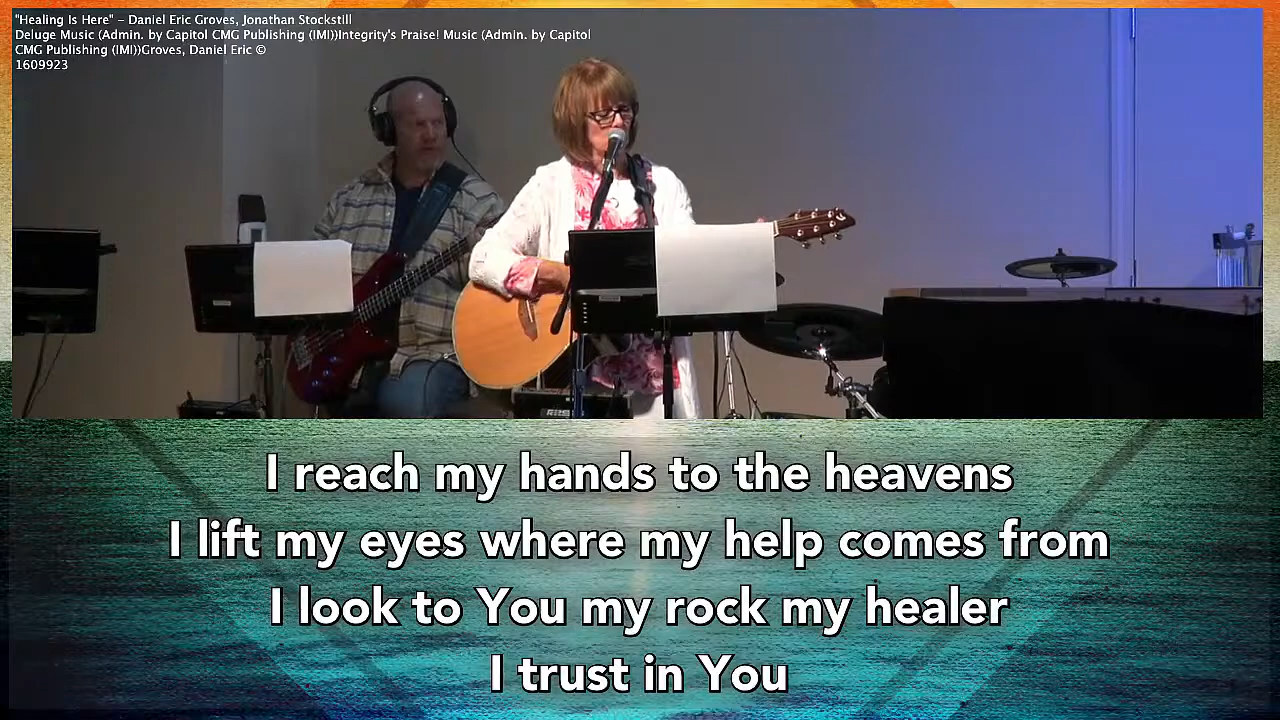 "Healing Is Here" – Daniel Eric Groves, Jonathan Stockstill
Deluge Music (Admin. by Capitol CMG Publishing (IMI))Integrity's Praise! Music (Admin. by Capitol
CMG Publishing (IMI))Groves, Daniel Eric ©
1609923
I reach my hands to the heavens
I lift my eyes where my help comes from
I look to You my rock my healer
I trust in You